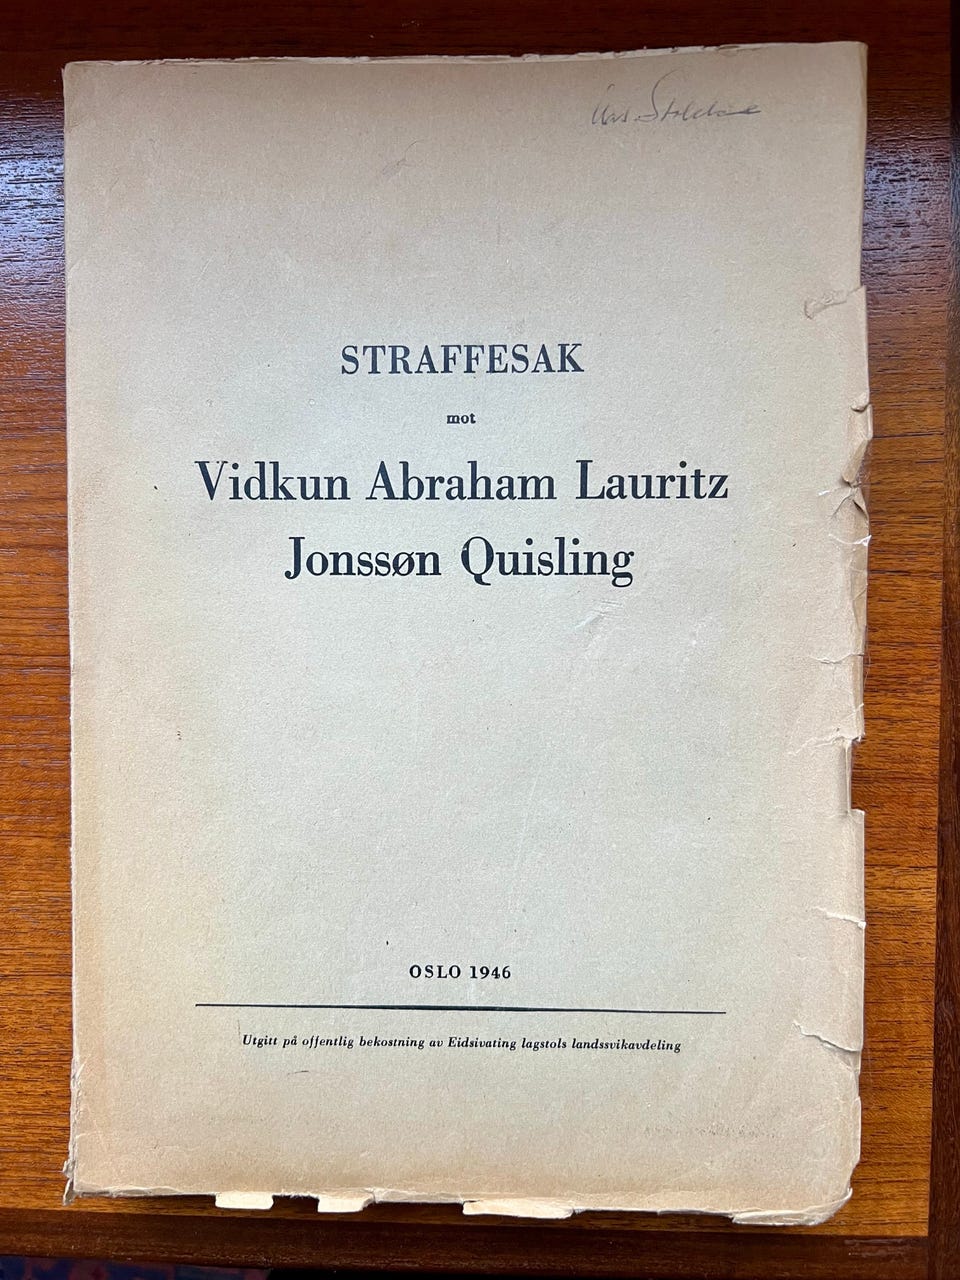 STRAFFESAK
mot
Vidkun Abraham Lauritz
Jonssøn Quisling
OSLO 1946
Utgitt på offentlig bekostning av Eidsivating lagstols landssvikavdeling